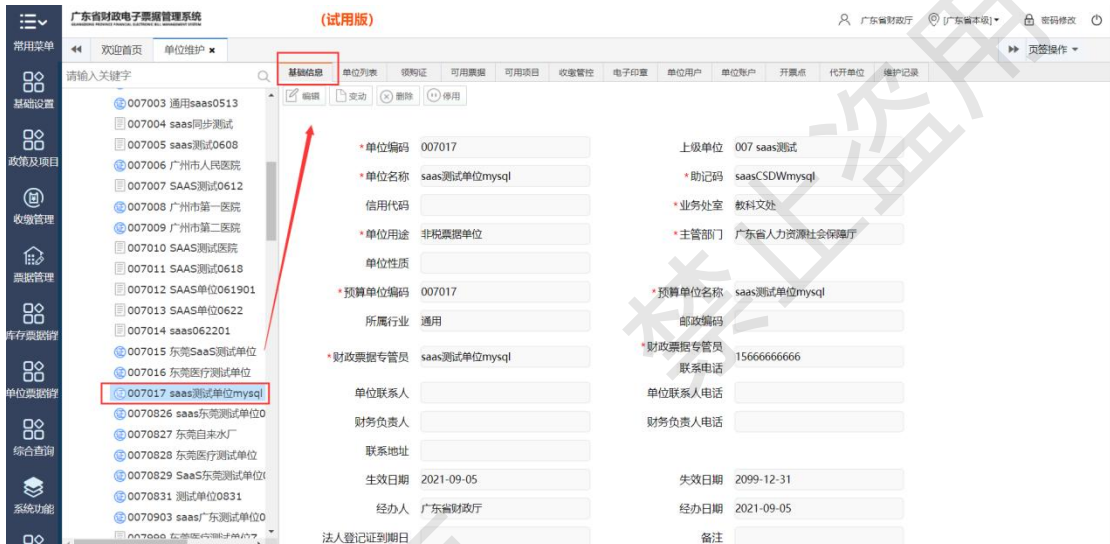 广东省财政电子票据管理系统 (试用版) 广东省财政厅 [广东省本级] 密码修改
常用菜单 欢迎首页 单位维护 × 页签操作
请输入关键字
基础信息 单位列表 领购证 可用票据 可用项目 收缴管控 电子印章 单位用户 单位账户 开票点 代开单位 维护记录
编辑 变动 删除 停用
基础设置
政策及项目
收缴管理
票据管理
库存票据销
单位票据销
综合查询
系统功能
007003 通用saas0513
007004 saas同步测试
007005 saas测试0608
007006 广州市人民医院
007007 SAAS测试0612
007008 广州市第一医院
007009 广州市第二医院
007010 SAAS测试医院
007011 SAAS测试0618
007012 SAAS单位061901
007013 SAAS单位0622
007014 saas062201
007015 东莞SaaS测试单位
007016 东莞医疗测试单位
007017 saas测试单位mysql
0070826 saas东莞测试单位0
0070827 东莞自来水厂
0070828 东莞医疗测试单位
0070829 SaaS东莞测试单位
0070831 测试单位0831
0070903 saas广东测试单位0
*单位编码 007017 上级单位 007 saas测试
*单位名称 saas测试单位mysql *助记码 saasCSDWmysql
信用代码 *业务处室 教科文处
*单位用途 非税票据单位 *主管部门 广东省人力资源社会保障厅
单位性质
*预算单位编码 007017 *预算单位名称 saas测试单位mysql
所属行业 通用 邮政编码
*财政票据专管员 saas测试单位mysql *财政票据专管员联系电话 15666666666
单位联系人 单位联系人电话
财务负责人 财务负责人电话
联系地址
生效日期 2021-09-05 失效日期 2099-12-31
经办人 广东省财政厅 经办日期 2021-09-05
法人登记证到期日 备注
禁止盗用